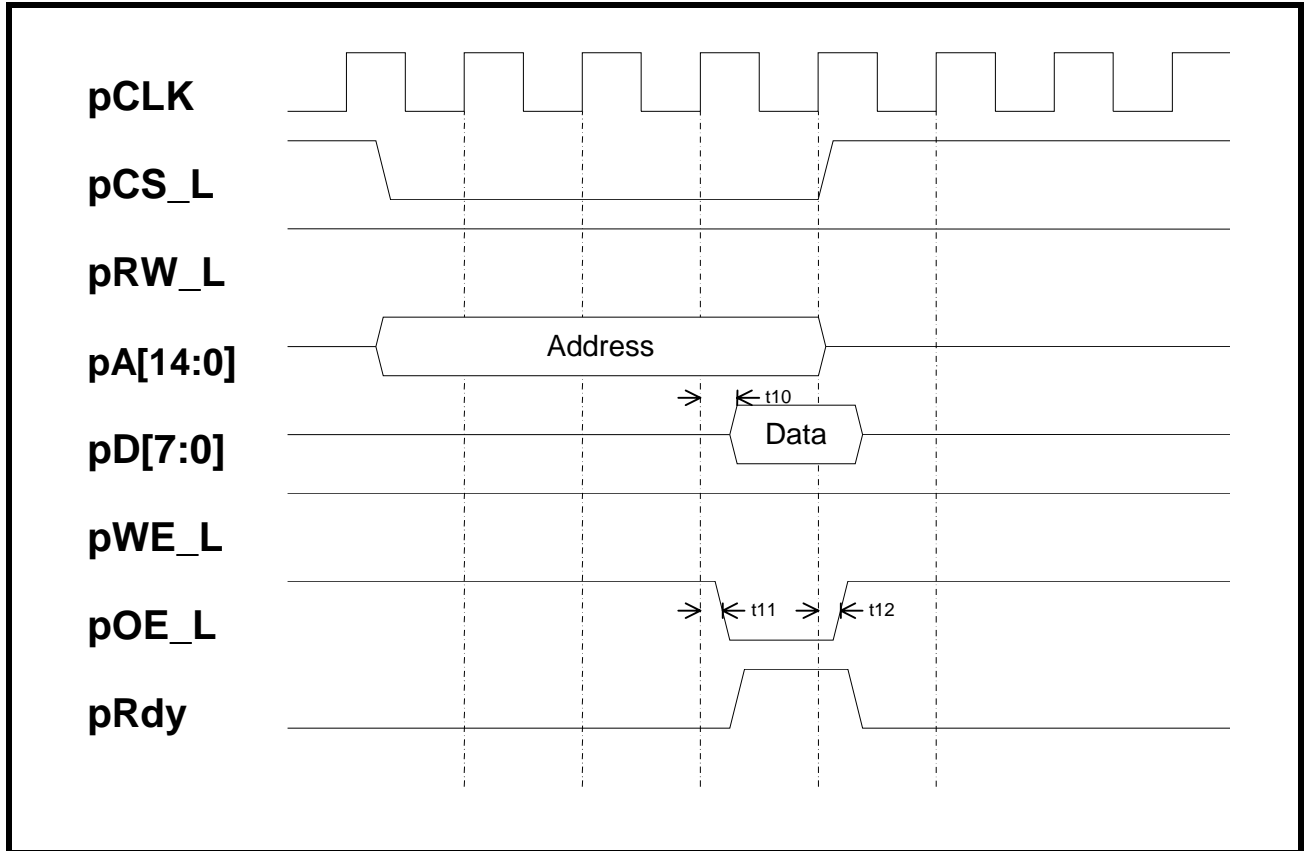 pCLK
pCS_L
pRW_L
pA[14:0]
Address
t10
pD[7:0]
Data
pWE_L
pOE_L
t11
t12
pRdy